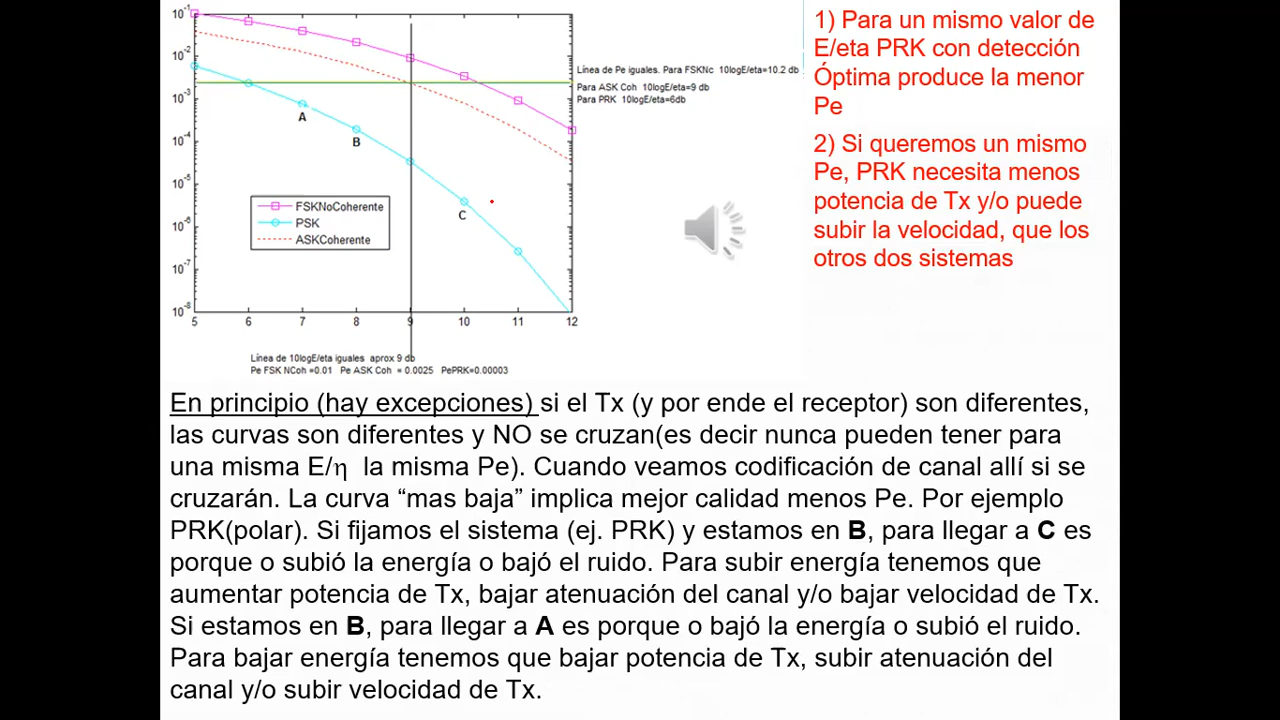 10^-1
10^-2
10^-3
10^-4
10^-5
10^-6
10^-7
10^-8
5 6 7 8 9 10 11 12
A
B
C
FSKNoCoherente
PSK
ASKCoherente
Línea de Pe iguales. Para FSKNc 10logE/eta=10.2 db
Para ASK Coh 10logE/eta=9 db
Para PRK 10logE/eta=6db
Línea de 10logE/eta iguales aprox 9 db
Pe FSK NCoh =0.01 Pe ASK Coh = 0.0025 PePRK=0.00003
1) Para un mismo valor de
E/eta PRK con detección
Óptima produce la menor
Pe
2) Si queremos un mismo
Pe, PRK necesita menos
potencia de Tx y/o puede
subir la velocidad, que los
otros dos sistemas
En principio (hay excepciones) si el Tx (y por ende el receptor) son diferentes,
las curvas son diferentes y NO se cruzan(es decir nunca pueden tener para
una misma E/η la misma Pe). Cuando veamos codificación de canal allí si se
cruzarán. La curva “mas baja” implica mejor calidad menos Pe. Por ejemplo
PRK(polar). Si fijamos el sistema (ej. PRK) y estamos en B, para llegar a C es
porque o subió la energía o bajó el ruido. Para subir energía tenemos que
aumentar potencia de Tx, bajar atenuación del canal y/o bajar velocidad de Tx.
Si estamos en B, para llegar a A es porque o bajó la energía o subió el ruido.
Para bajar energía tenemos que bajar potencia de Tx, subir atenuación del
canal y/o subir velocidad de Tx.